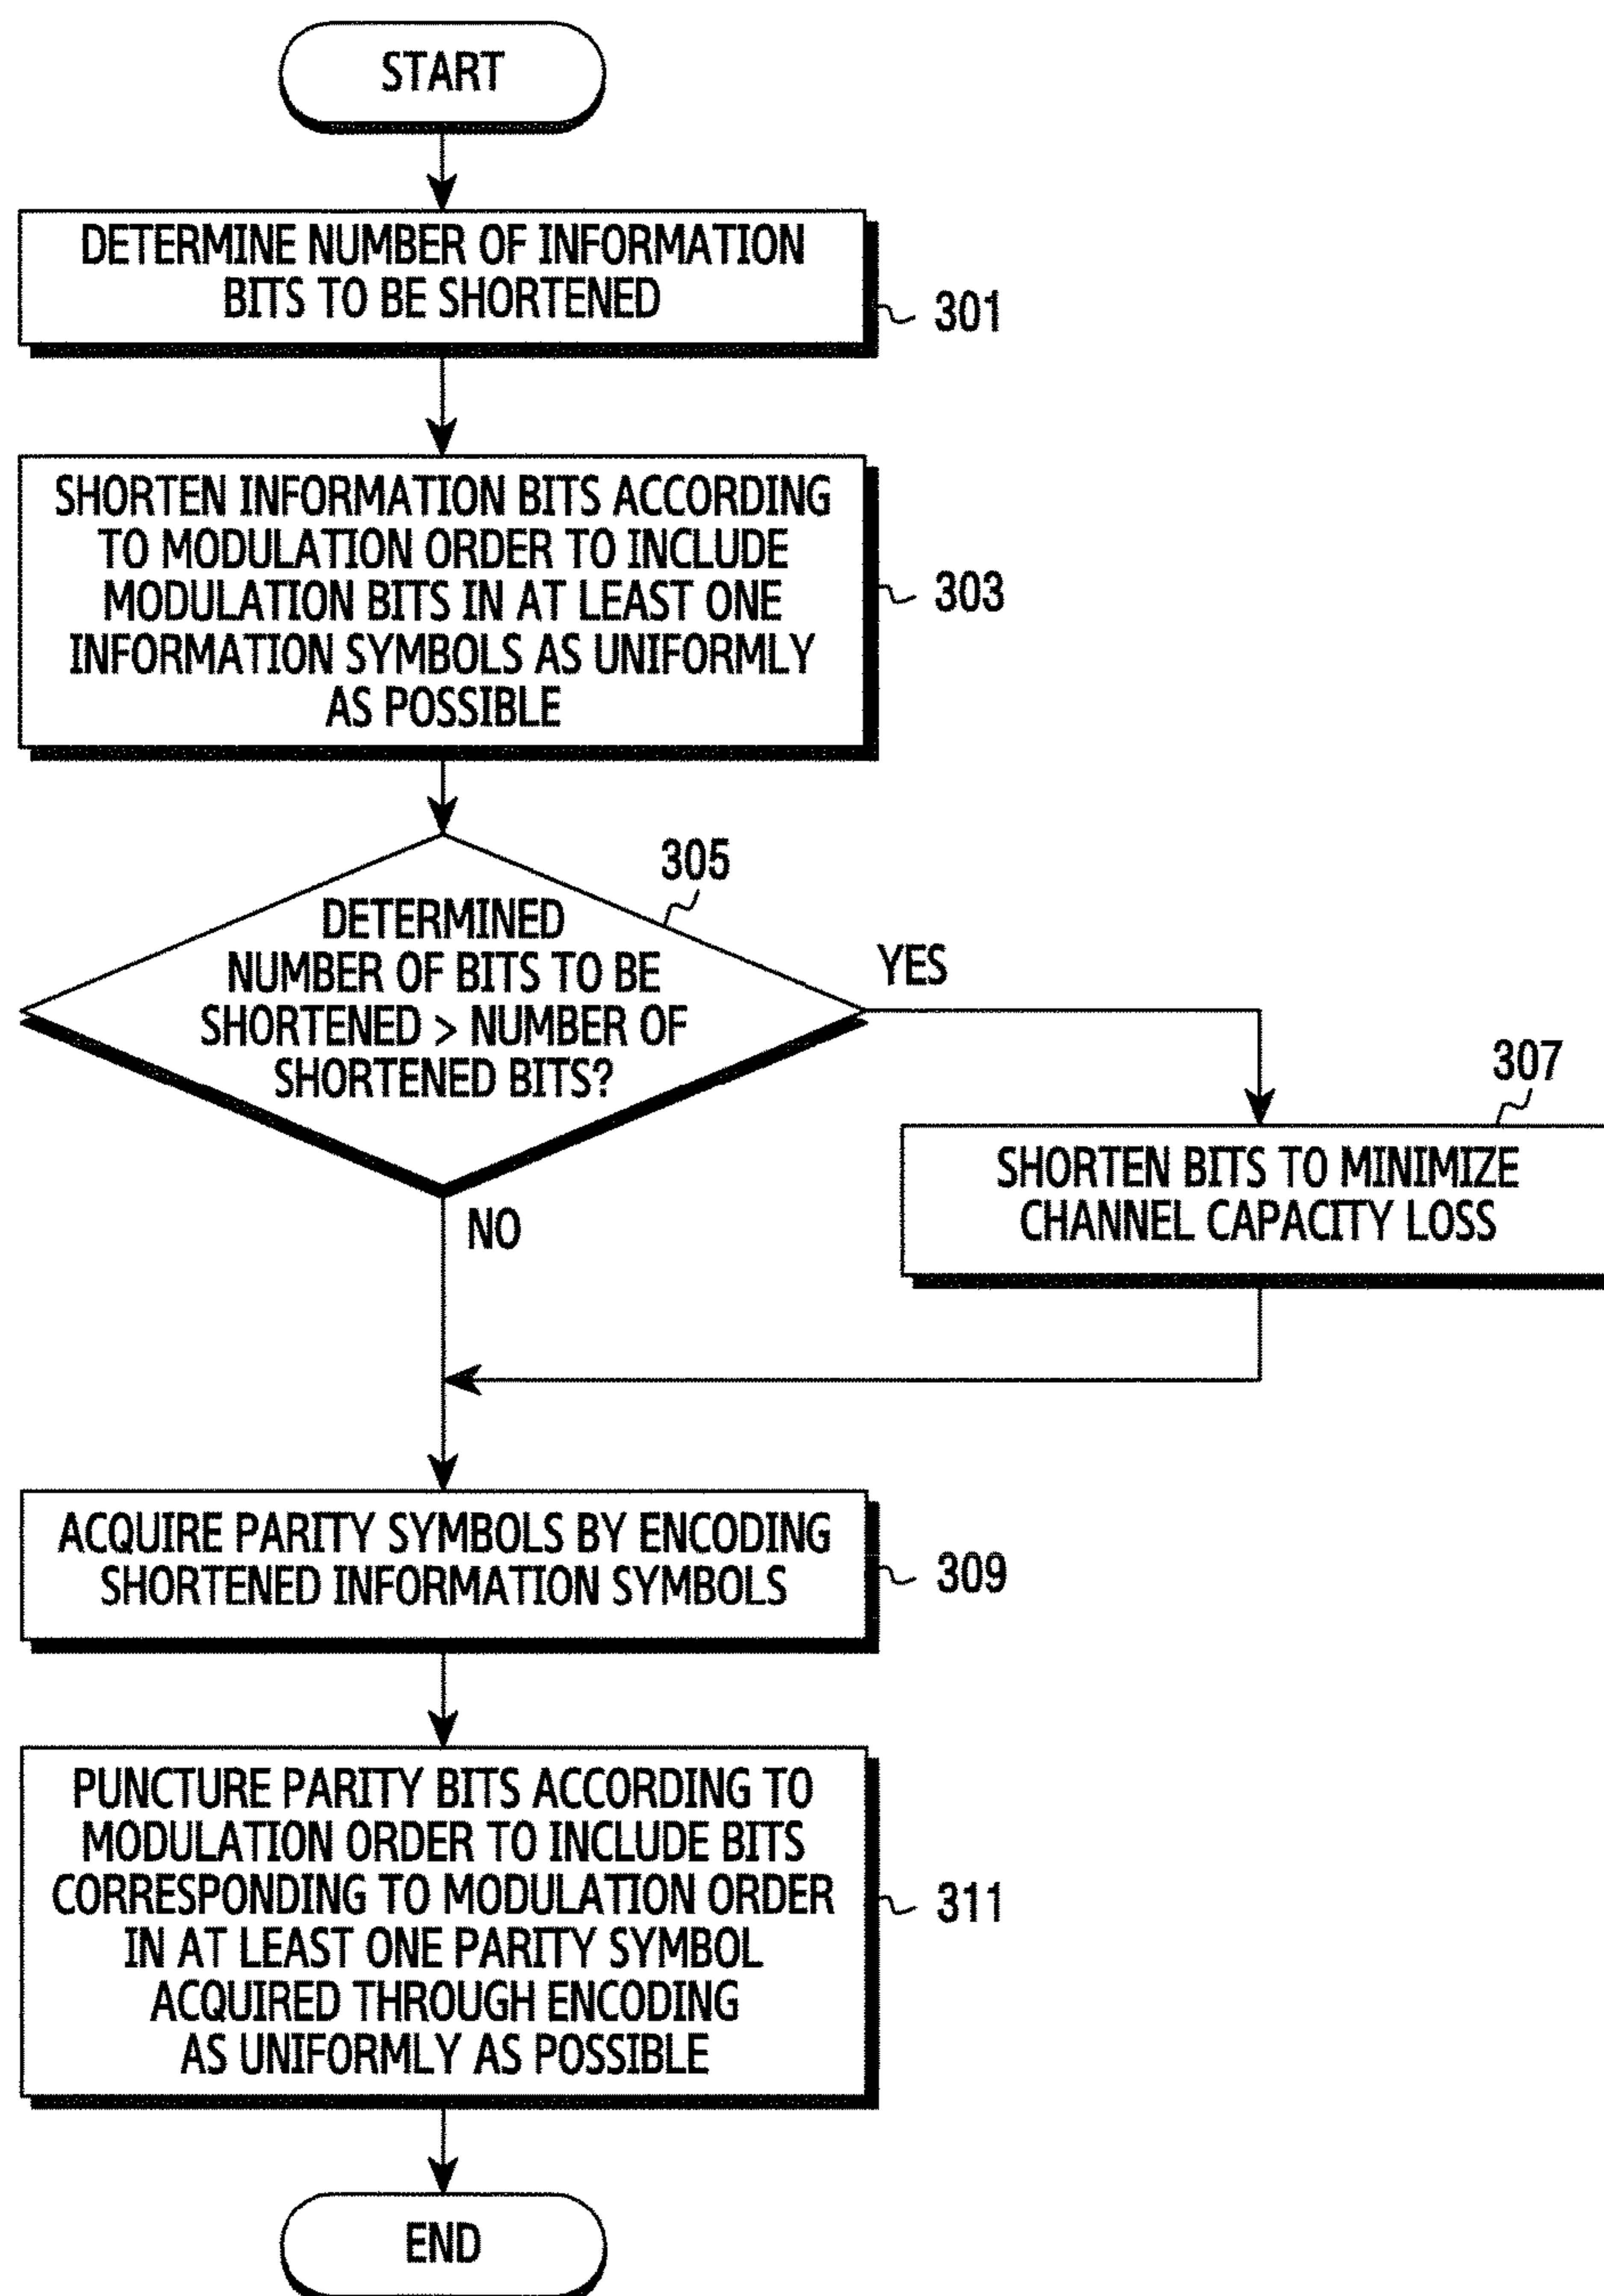 START
DETERMINE NUMBER OF INFORMATION
BITS TO BE SHORTENED
301
SHORTEN INFORMATION BITS ACCORDING
TO MODULATION ORDER TO INCLUDE
MODULATION BITS IN AT LEAST ONE
INFORMATION SYMBOLS AS UNIFORMLY
AS POSSIBLE
303
305
DETERMINED
NUMBER OF BITS TO BE
SHORTENED > NUMBER OF
SHORTENED BITS?
YES
NO
307
SHORTEN BITS TO MINIMIZE
CHANNEL CAPACITY LOSS
ACQUIRE PARITY SYMBOLS BY ENCODING
SHORTENED INFORMATION SYMBOLS
309
PUNCTURE PARITY BITS ACCORDING TO
MODULATION ORDER TO INCLUDE BITS
CORRESPONDING TO MODULATION ORDER
IN AT LEAST ONE PARITY SYMBOL
ACQUIRED THROUGH ENCODING
AS UNIFORMLY AS POSSIBLE
311
END